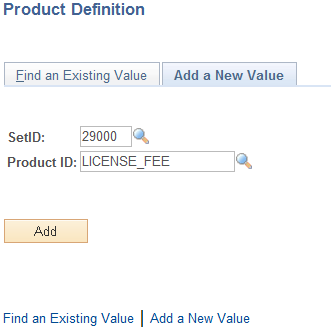 Product Definition
Find an Existing Value Add a New Value
SetID: 29000
Product ID: LICENSE_FEE
Add
Find an Existing Value | Add a New Value